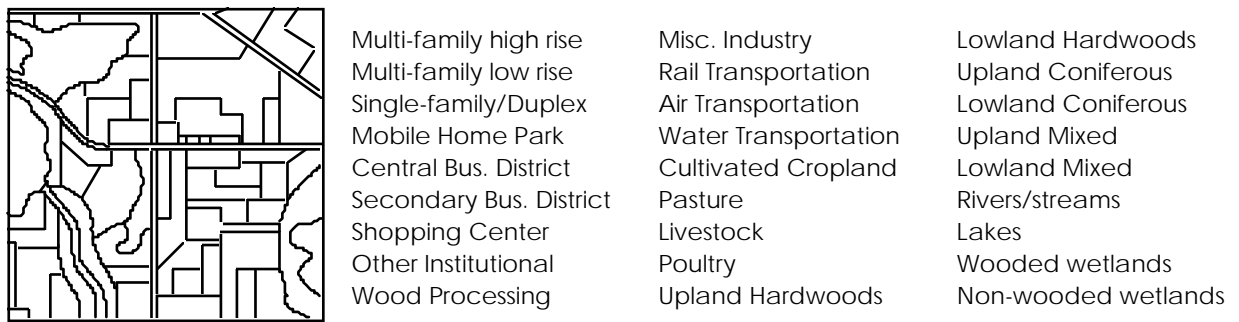 Multi-family high rise
Multi-family low rise
Single-family/Duplex
Mobile Home Park
Central Bus. District
Secondary Bus. District
Shopping Center
Other Institutional
Wood Processing
Misc. Industry
Rail Transportation
Air Transportation
Water Transportation
Cultivated Cropland
Pasture
Livestock
Poultry
Upland Hardwoods
Lowland Hardwoods
Upland Coniferous
Lowland Coniferous
Upland Mixed
Lowland Mixed
Rivers/streams
Lakes
Wooded wetlands
Non-wooded wetlands